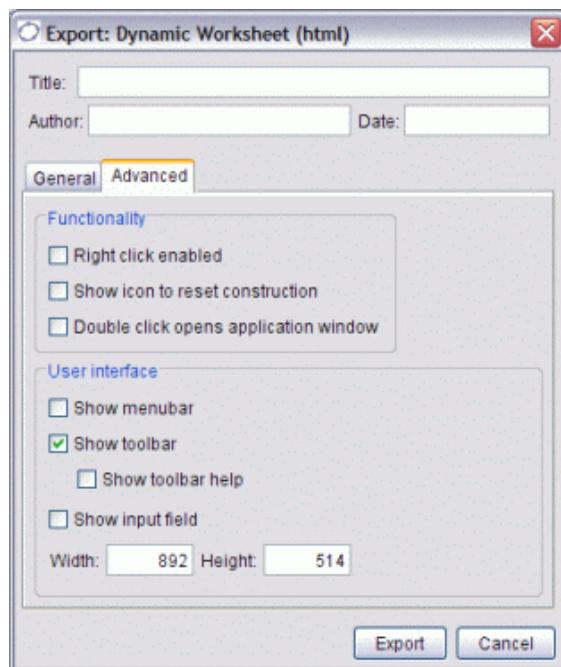 Export: Dynamic Worksheet (html)
Title:
Author: Date:
General Advanced
Functionality
Right click enabled
Show icon to reset construction
Double click opens application window
User interface
Show menubar
Show toolbar
Show toolbar help
Show input field
Width: 892 Height: 514
Export Cancel